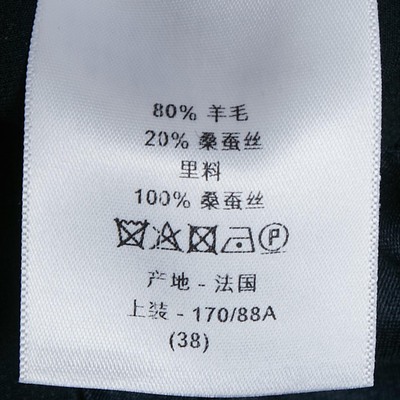 80% 羊毛
20% 桑蚕丝
里料
100% 桑蚕丝
P
产地 - 法国
上装 - 170/88A
(38)